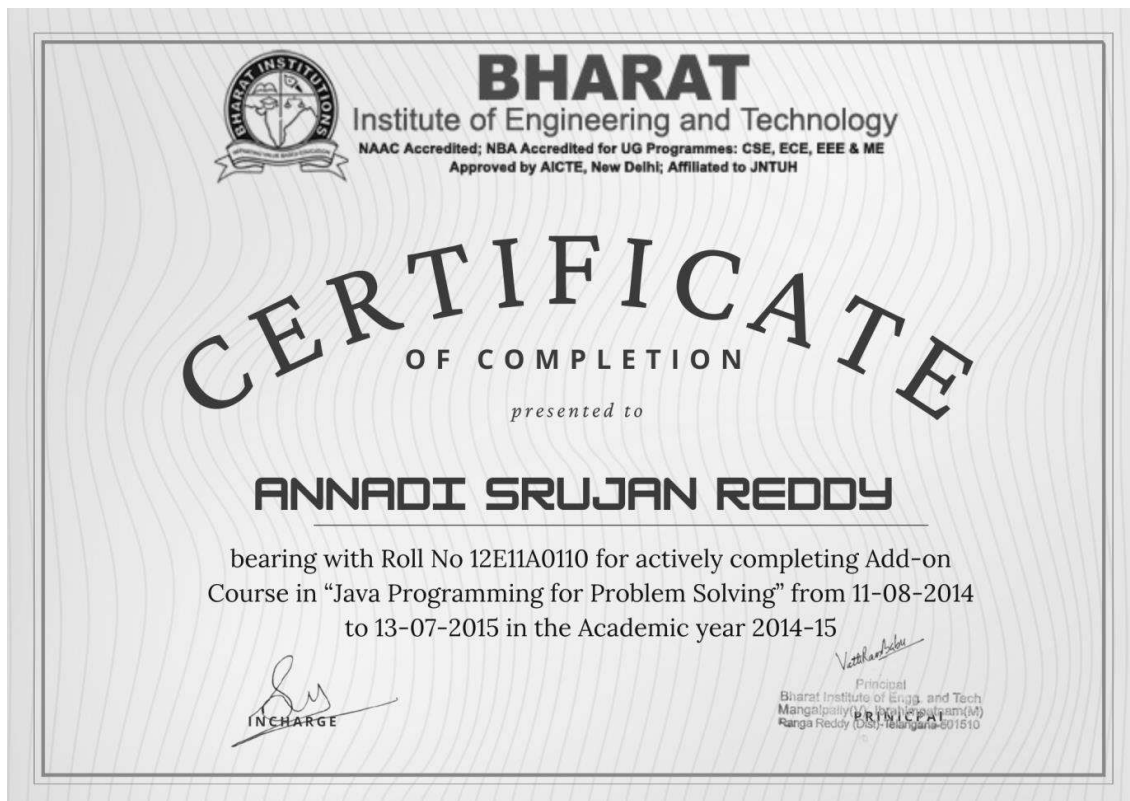 BHARAT INSTITUTIONS
BHARAT
Institute of Engineering and Technology
NAAC Accredited; NBA Accredited for UG Programmes: CSE, ECE, EEE & ME
Approved by AICTE, New Delhi; Affiliated to JNTUH
CERTIFICATE
OF COMPLETION
presented to
ANNADI SRUJAN REDDY
bearing with Roll No 12E11A0110 for actively completing Add-on
Course in “Java Programming for Problem Solving” from 11-08-2014
to 13-07-2015 in the Academic year 2014-15
INCHARGE
Principal
Bharat Institute of Engg. and Tech
Mangalpally(V), Ibrahimpatnam(M)
Ranga Reddy (Dist)-Telangana-501510
PRINICPAl